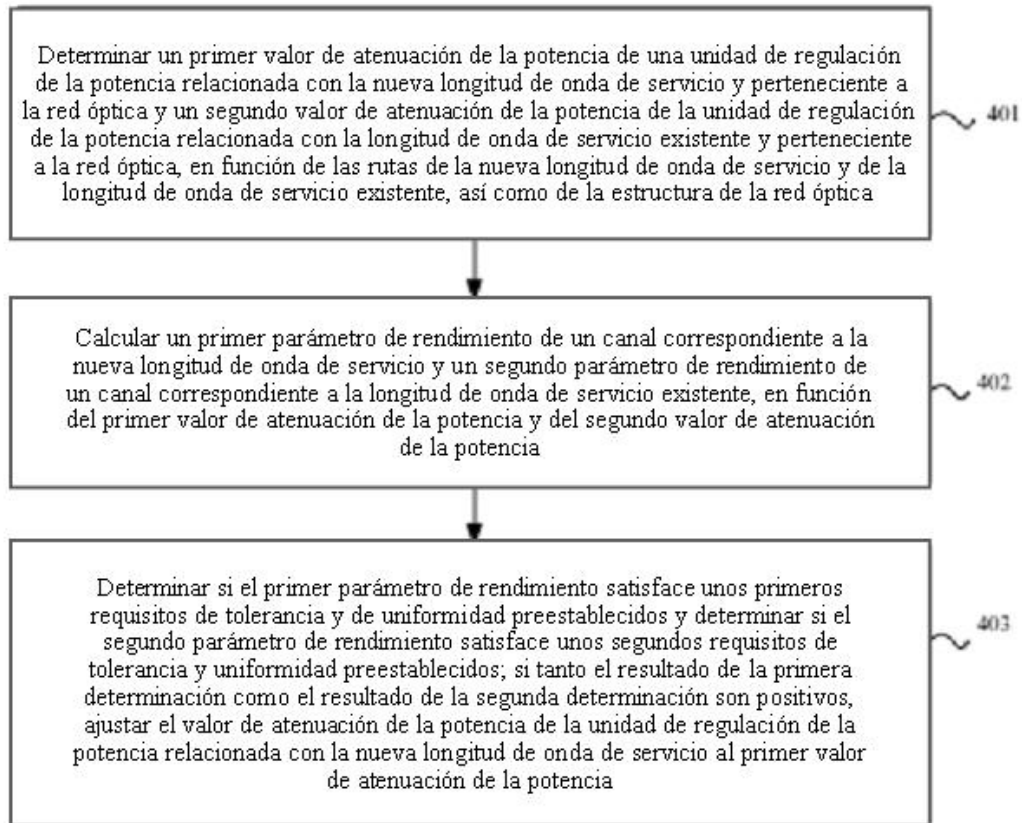 Determinar un primer valor de atenuación de la potencia de una unidad de regulación
de la potencia relacionada con la nueva longitud de onda de servicio y perteneciente a
la red óptica y un segundo valor de atenuación de la potencia de la unidad de regulación
de la potencia relacionada con la longitud de onda de servicio existente y perteneciente
a la red óptica, en función de las rutas de la nueva longitud de onda de servicio y de la
longitud de onda de servicio existente, así como de la estructura de la red óptica
401
Calcular un primer parámetro de rendimiento de un canal correspondiente a la
nueva longitud de onda de servicio y un segundo parámetro de rendimiento de
un canal correspondiente a la longitud de onda de servicio existente, en función
del primer valor de atenuación de la potencia y del segundo valor de atenuación
de la potencia
402
Determinar si el primer parámetro de rendimiento satisface unos primeros
requisitos de tolerancia y de uniformidad preestablecidos y determinar si el
segundo parámetro de rendimiento satisface unos segundos requisitos de
tolerancia y uniformidad preestablecidos; si tanto el resultado de la primera
determinación como el resultado de la segunda determinación son positivos,
ajustar el valor de atenuación de la potencia de la unidad de regulación de la
potencia relacionada con la nueva longitud de onda de servicio al primer valor
de atenuación de la potencia
403